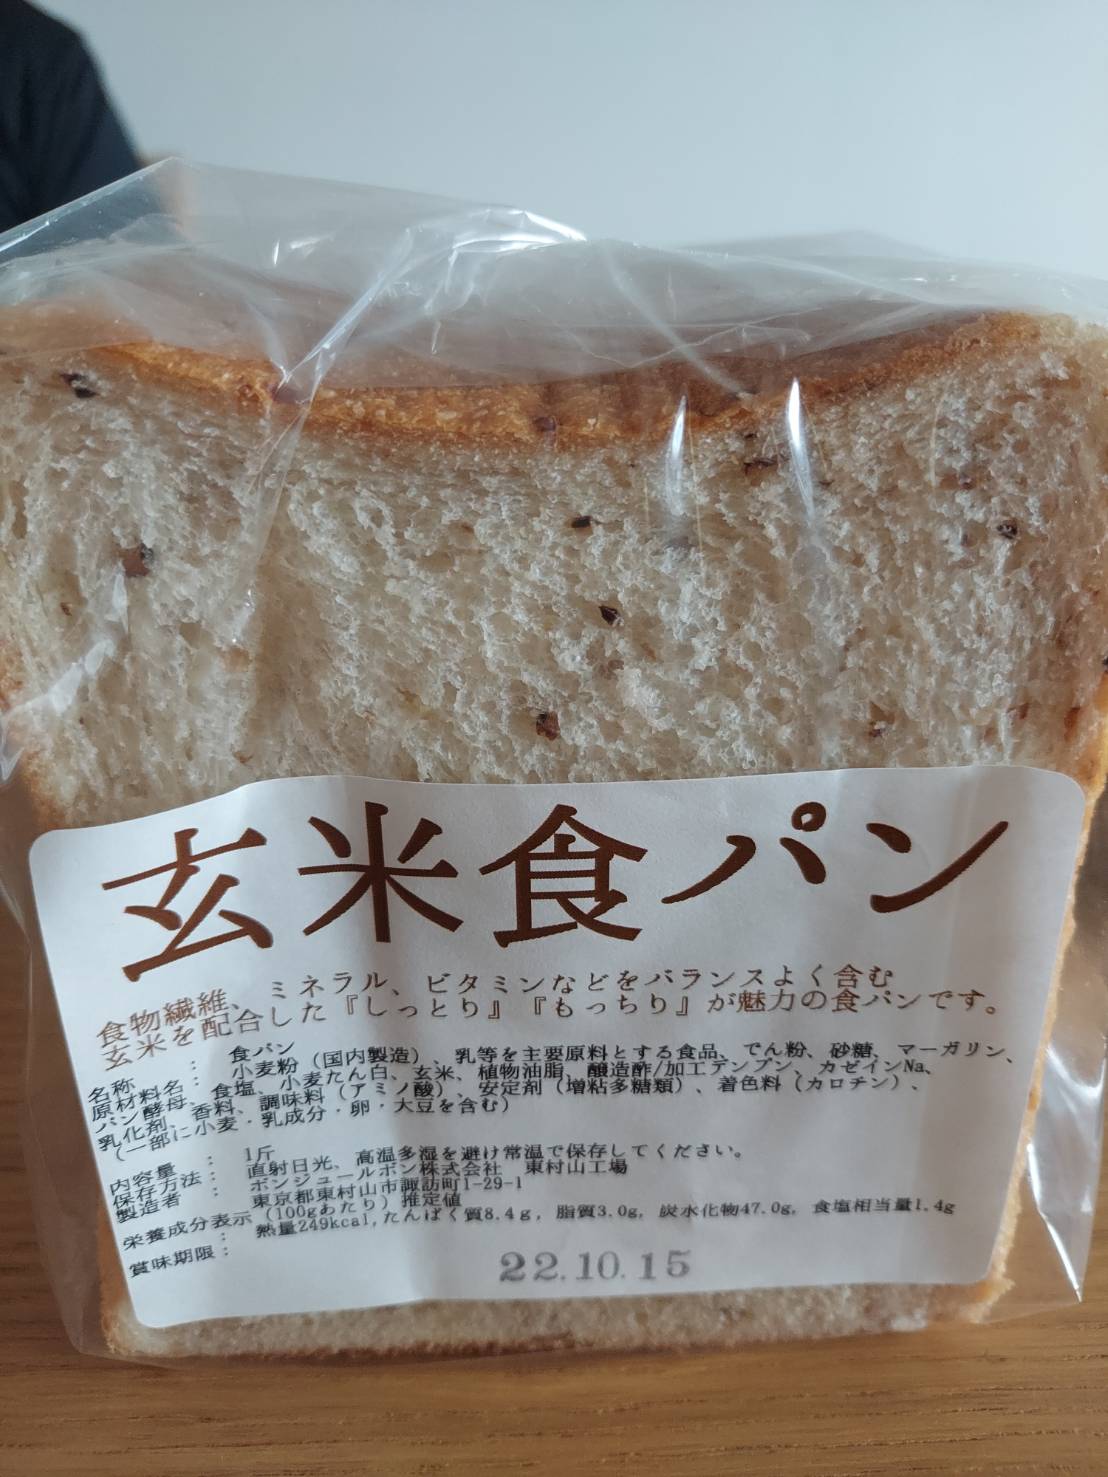 玄米食パン
食物繊維、ミネラル、ビタミンなどをバランスよく含む
玄米を配合した『しっとり』『もっちり』が魅力の食パンです。
名称 : 食パン
原材料名 : 小麦粉（国内製造）、乳等を主要原料とする食品、でん粉、砂糖、マーガリン、
パン酵母、食塩、小麦たん白、玄米、植物油脂、醸造酢/加工デンプン、カゼインNa、
乳化剤、香料、調味料（アミノ酸）、安定剤（増粘多糖類）、着色料（カロチン）、
（一部に小麦・乳成分・卵・大豆を含む）
内容量 : 1斤
保存方法 : 直射日光、高温多湿を避け常温で保存してください。
製造者 : ボンジュールボン株式会社 東村山工場
東京都東村山市諏訪町1-29-1
栄養成分表示（100gあたり）推定値
: 熱量249kcal,たんぱく質8.4g, 脂質3.0g, 炭水化物47.0g, 食塩相当量1.4g
賞味期限 :
22.10.15